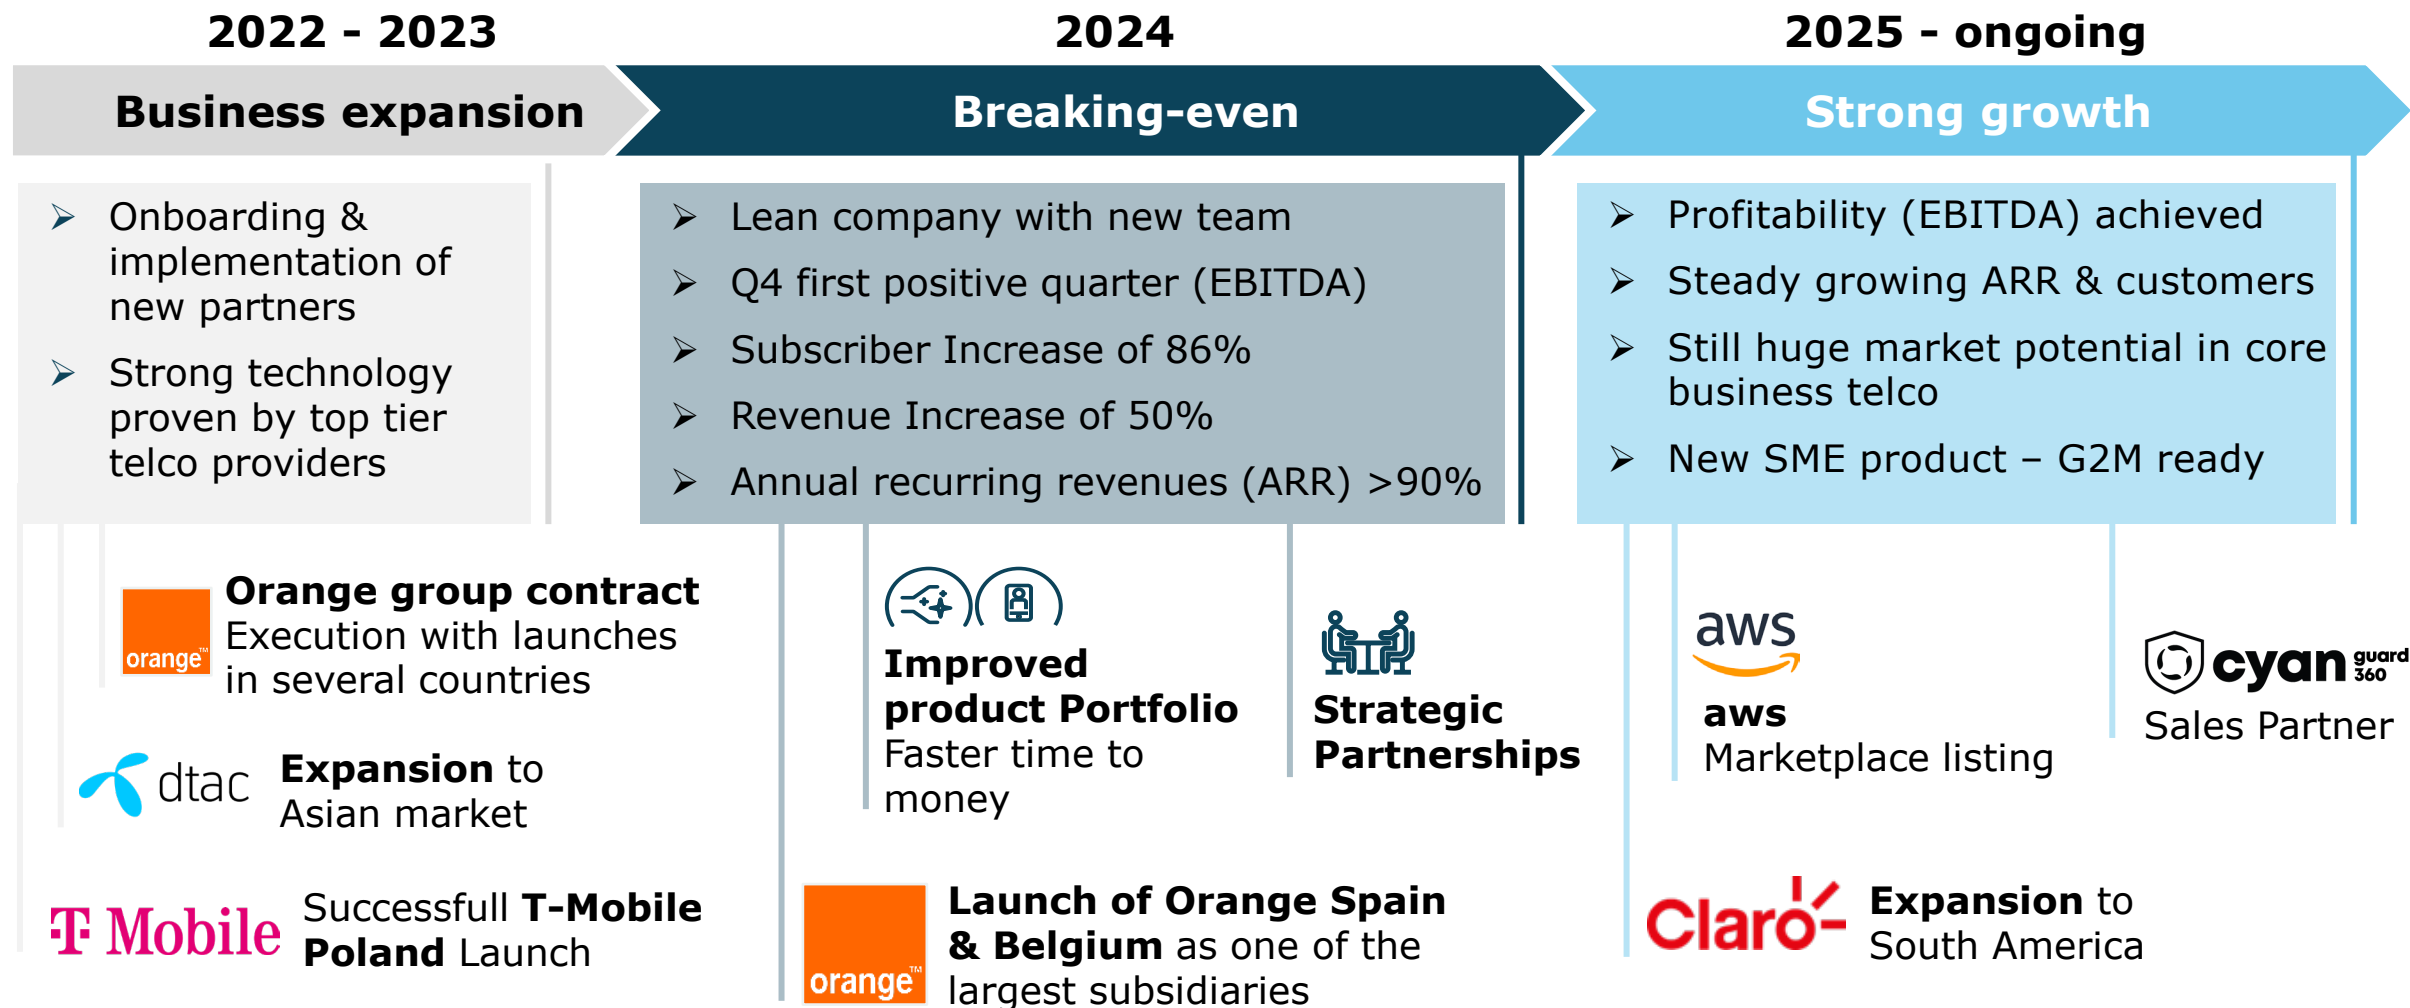 2022 - 2023
2024
2025 - ongoing
Business expansion
Breaking-even
Strong growth
Onboarding &
implementation of
new partners
Strong technology
proven by top tier
telco providers
Lean company with new team
Q4 first positive quarter (EBITDA)
Subscriber Increase of 86%
Revenue Increase of 50%
Annual recurring revenues (ARR) >90%
Profitability (EBITDA) achieved
Steady growing ARR & customers
Still huge market potential in core
business telco
New SME product – G2M ready
orange™
Orange group contract
Execution with launches
in several countries
dtac
Expansion to
Asian market
T Mobile
Successfull T-Mobile
Poland Launch
Improved
product Portfolio
Faster time to
money
Strategic
Partnerships
orange™
Launch of Orange Spain
& Belgium as one of the
largest subsidiaries
aws
aws
Marketplace listing
cyan guard
360
Sales Partner
Claro
Expansion to
South America